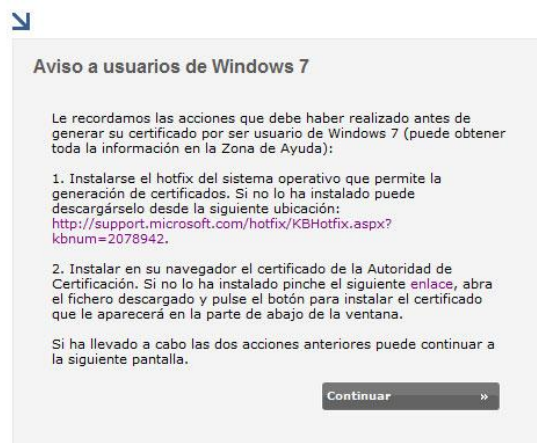 Aviso a usuarios de Windows 7
Le recordamos las acciones que debe haber realizado antes de
generar su certificado por ser usuario de Windows 7 (puede obtener
toda la información en la Zona de Ayuda):
1. Instalarse el hotfix del sistema operativo que permite la
generación de certificados. Si no lo ha instalado puede
descargárselo desde la siguiente ubicación:
http://support.microsoft.com/hotfix/KBHotfix.aspx?
kbnum=2078942.
2. Instalar en su navegador el certificado de la Autoridad de
Certificación. Si no lo ha instalado pinche el siguiente enlace, abra
el fichero descargado y pulse el botón para instalar el certificado
que le aparecerá en la parte de abajo de la ventana.
Si ha llevado a cabo las dos acciones anteriores puede continuar a
la siguiente pantalla.
Continuar »